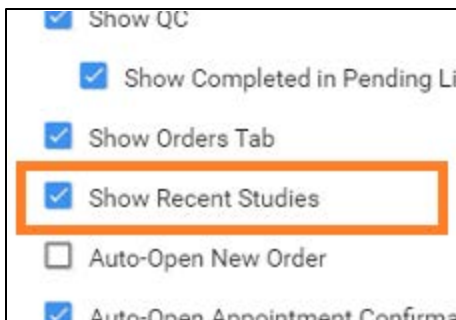 Show QC
Show Completed in Pending Li
Show Orders Tab
Show Recent Studies
Auto-Open New Order
Auto-Open Appointment Confirma